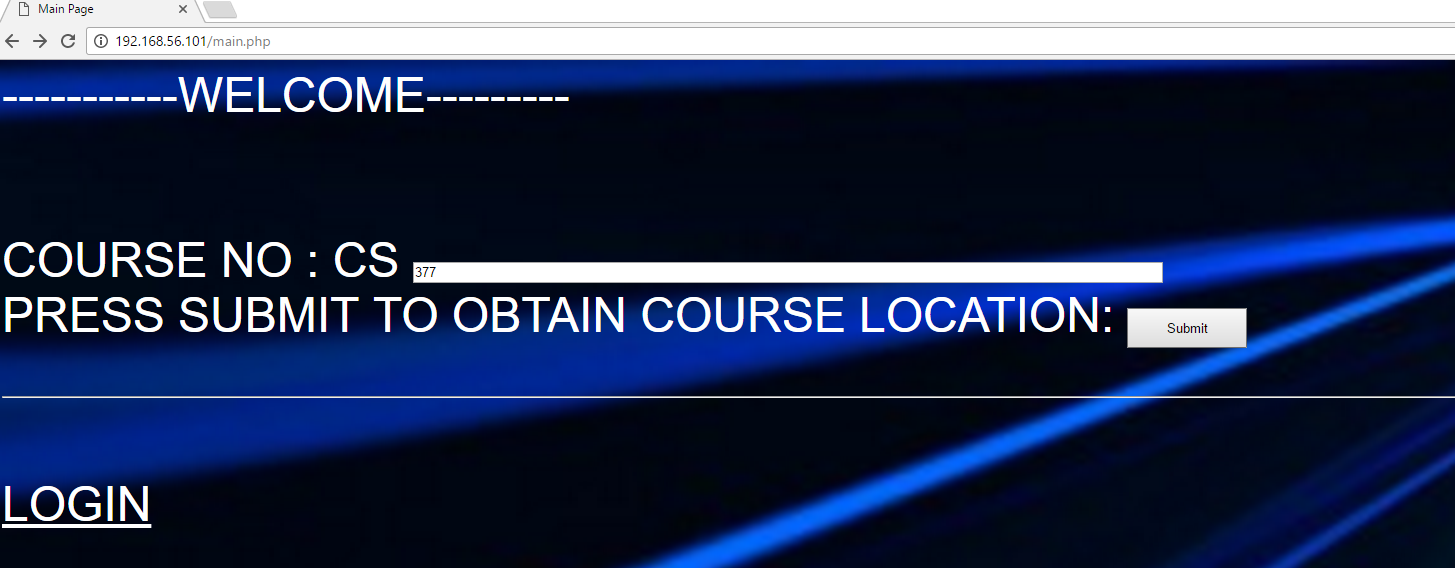 Main Page
192.168.56.101/main.php
-----------WELCOME---------
COURSE NO : CS 377
PRESS SUBMIT TO OBTAIN COURSE LOCATION: Submit
LOGIN